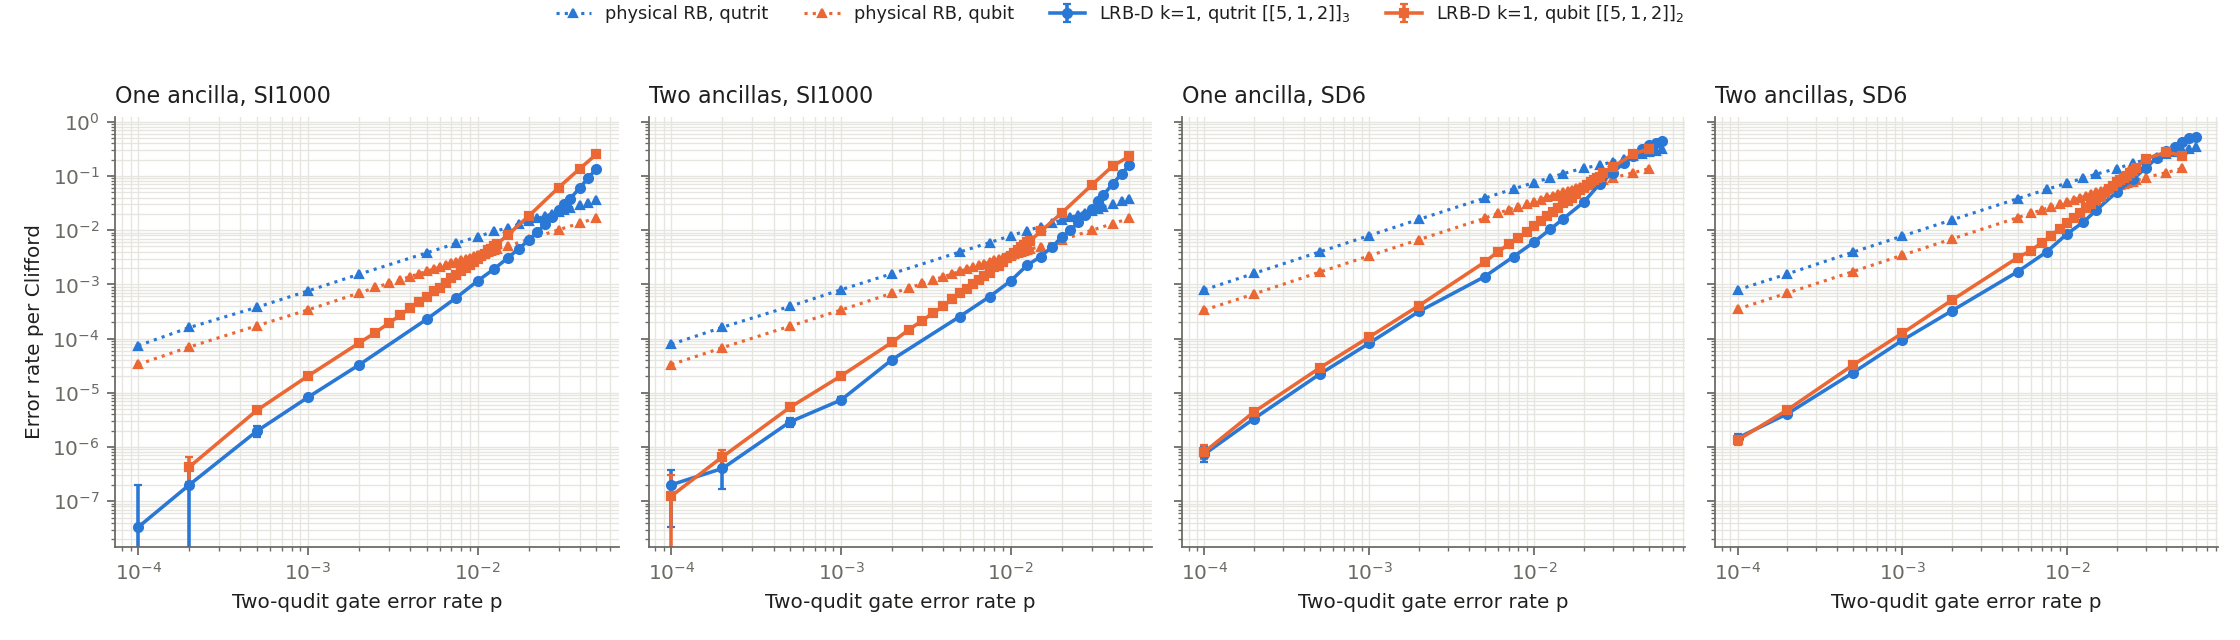 physical RB, qutrit physical RB, qubit LRB-D k=1, qutrit [[5, 1, 2]]₃ LRB-D k=1, qubit [[5, 1, 2]]₂
One ancilla, SI1000 Two ancillas, SI1000 One ancilla, SD6 Two ancillas, SD6
Error rate per Clifford
10⁰
10⁻¹
10⁻²
10⁻³
10⁻⁴
10⁻⁵
10⁻⁶
10⁻⁷
10⁻⁴ 10⁻³ 10⁻² 10⁻⁴ 10⁻³ 10⁻² 10⁻⁴ 10⁻³ 10⁻² 10⁻⁴ 10⁻³ 10⁻²
Two-qudit gate error rate p Two-qudit gate error rate p Two-qudit gate error rate p Two-qudit gate error rate p